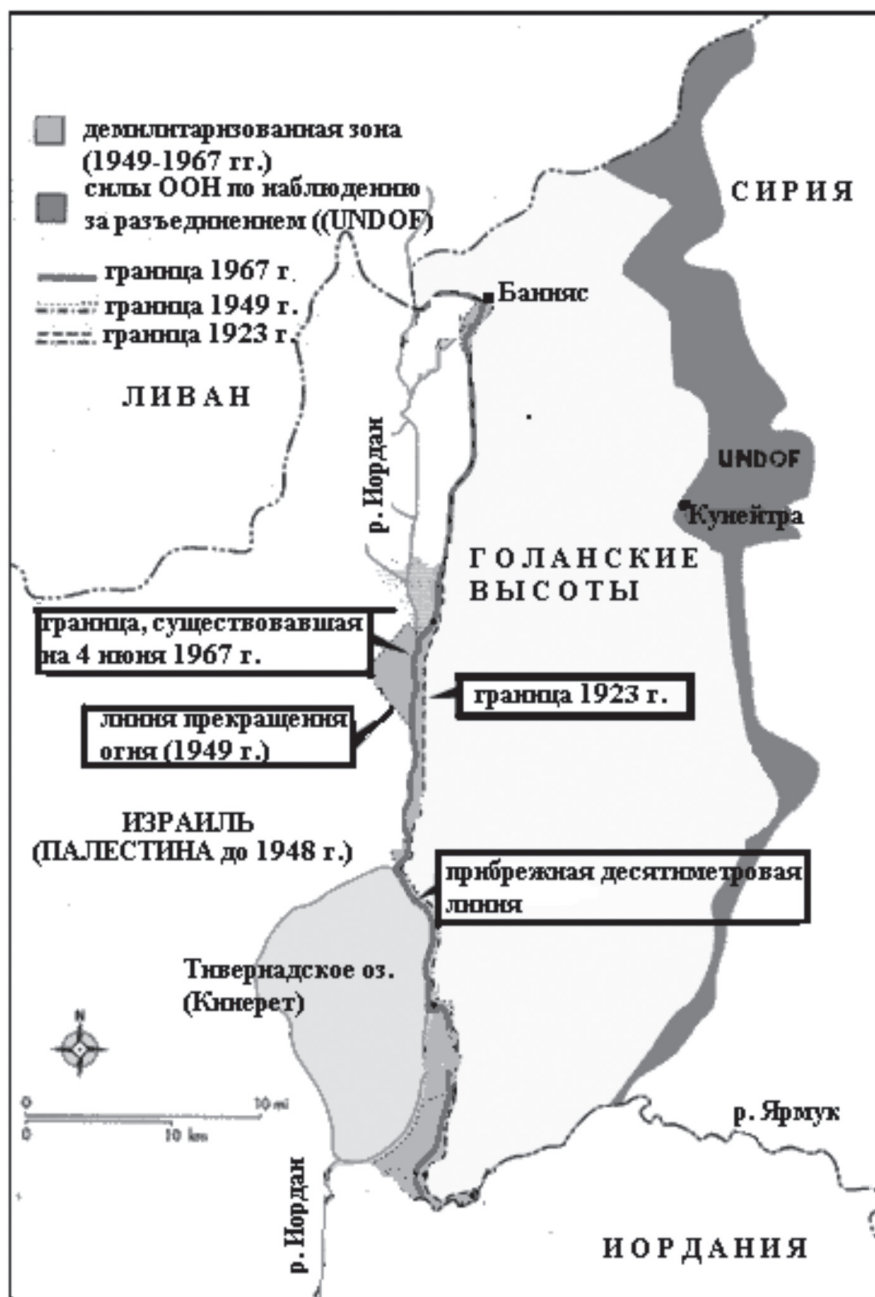 демилитаризованная зона
(1949-1967 гг.)
силы ООН по наблюдению
за разъединением ((UNDOF)
граница 1967 г.
граница 1949 г.
граница 1923 г.
СИРИЯ
Банияс
ЛИВАН
р. Иордан
UNDOF
Кунейтра
ГОЛАНСКИЕ
ВЫСОТЫ
граница, существовавшая
на 4 июня 1967 г.
граница 1923 г.
линия прекращения
огня (1949 г.)
ИЗРАИЛЬ
(ПАЛЕСТИНА до 1948 г.)
прибрежная десятиметровая
линия
Тивериадское оз.
(Кинерет)
N
0 10 mi
0 10 km
р. Ярмук
р. Иордан
ИОРДАНИЯ